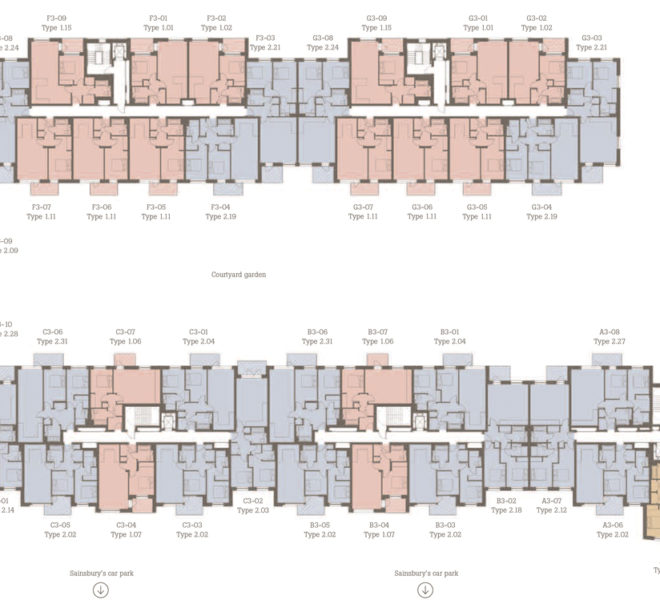 F3-09 F3-01 F3-02 G3-09 G3-01 G3-02
Type 1.15 Type 1.01 Type 1.02 Type 1.15 Type 1.01 Type 1.02
3-08 F3-03 G3-08 G3-03
2.24 Type 2.21 Type 2.24 Type 2.21
F3-07 F3-06 F3-05 F3-04 G3-07 G3-06 G3-05 G3-04
Type 1.11 Type 1.11 Type 1.11 Type 2.19 Type 1.11 Type 1.11 Type 1.11 Type 2.19
3-09
2.09
Courtyard garden
3-10
2.28
C3-06 C3-07 C3-01 B3-06 B3-07 B3-01 A3-08
Type 2.31 Type 1.06 Type 2.04 Type 2.31 Type 1.06 Type 2.04 Type 2.27
3-01 C3-02 B3-02 A3-07
2.14 Type 2.03 Type 2.18 Type 2.12
C3-05 C3-04 C3-03 B3-05 B3-04 B3-03 A3-06
Type 2.02 Type 1.07 Type 2.02 Type 2.02 Type 1.07 Type 2.02 Type 2.02
Ty
Sainsbury's car park Sainsbury's car park